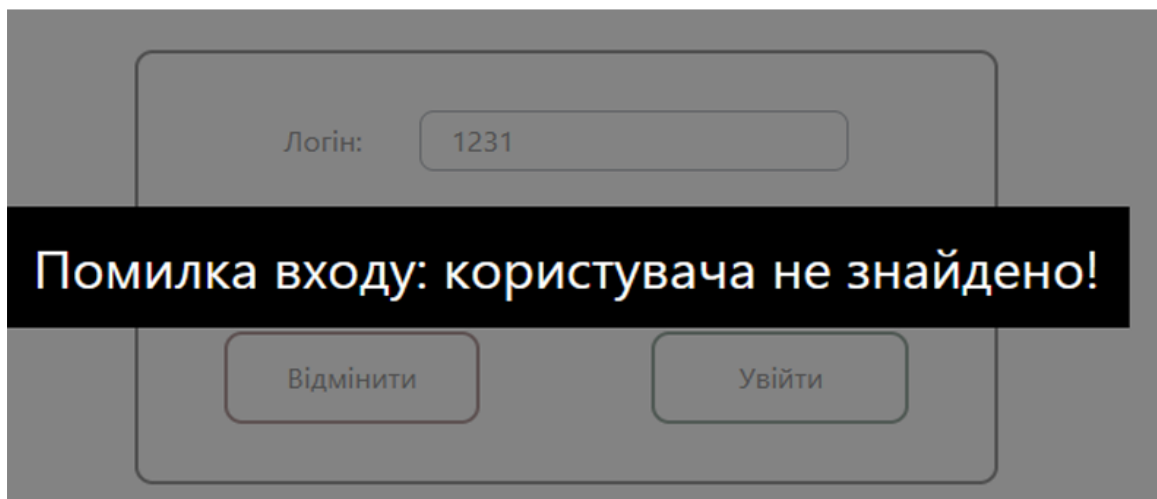 Логін: 1231
Помилка входу: користувача не знайдено!
Відмінити Увійти